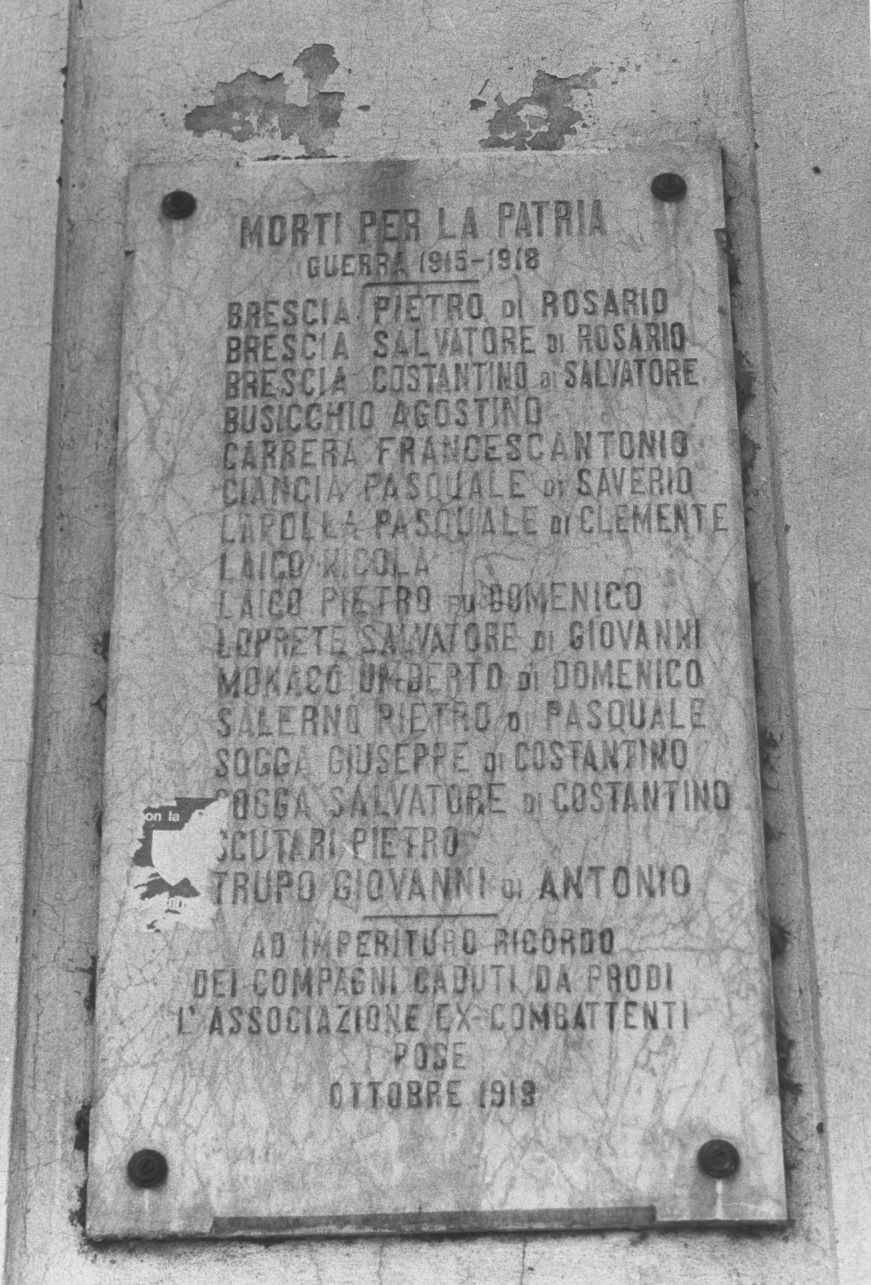 MORTI PER LA PATRIA
GUERRA 1915-1918
BRESCIA PIETRO di ROSARIO
BRESCIA SALVATORE di ROSARIO
BRESCIA COSTANTINO di SALVATORE
BUSICCHIO AGOSTINO
CARRERA FRANCESCANTONIO
CIANCIA PASQUALE di SAVERIO
LAPOLLA PASQUALE di CLEMENTE
LAICO NICOLA
LAICO PIETRO FU DOMENICO
LOPRETE SALVATORE di GIOVANNI
MONACO UMBERTO di DOMENICO
SALERNO PIETRO di PASQUALE
SOGGA GIUSEPPE di COSTANTINO
SOGGA SALVATORE di COSTANTINO
on la
SCUTARI PIETRO
TRUPO GIOVANNI di ANTONIO
AD IMPERITURO RICORDO
DEI COMPAGNI CADUTI DA PRODI
L'ASSOCIAZIONE EX-COMBATTENTI
POSE
OTTOBRE 1919